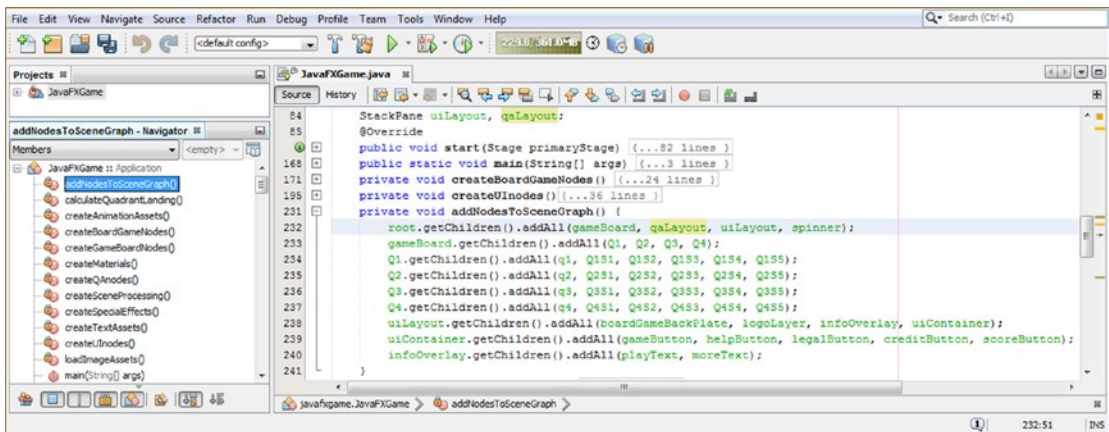 File Edit View Navigate Source Refactor Run Debug Profile Team Tools Window Help
Search (Ctrl+I)
<default config>
Projects
JavaFXGame
addNodesToSceneGraph - Navigator
Members
<empty>
JavaFXGame :: Application
addNodesToSceneGraph()
calculateQuadrantLanding()
createAnimationAssets()
createBoardGameNodes()
createGameBoardNodes()
createMaterials()
createQAnodes()
createSceneProcessing()
createSpecialEffects()
createTextAssets()
createUInodes()
loadImageAssets()
main(String[] args)
JavaFXGame.java
Source History
84 StackPane uiLayout, qaLayout;
85 @Override
public void start(Stage primaryStage) {...82 lines }
168 public static void main(String[] args) {...3 lines }
171 private void createBoardGameNodes() {...24 lines }
195 private void createUInodes(){...36 lines }
231 private void addNodesToSceneGraph() {
232 root.getChildren().addAll(gameBoard, qaLayout, uiLayout, spinner);
233 gameBoard.getChildren().addAll(Q1, Q2, Q3, Q4);
234 Q1.getChildren().addAll(q1, Q1S1, Q1S2, Q1S3, Q1S4, Q1S5);
235 Q2.getChildren().addAll(q2, Q2S1, Q2S2, Q2S3, Q2S4, Q2S5);
236 Q3.getChildren().addAll(q3, Q3S1, Q3S2, Q3S3, Q3S4, Q3S5);
237 Q4.getChildren().addAll(q4, Q4S1, Q4S2, Q4S3, Q4S4, Q4S5);
238 uiLayout.getChildren().addAll(boardGameBackPlate, logoLayer, infoOverlay, uiContainer);
239 uiContainer.getChildren().addAll(gameButton, helpButton, legalButton, creditButton, scoreButton);
240 infoOverlay.getChildren().addAll(playText, moreText);
241 }
javafxgame.JavaFXGame
addNodesToSceneGraph
1
232:51
INS